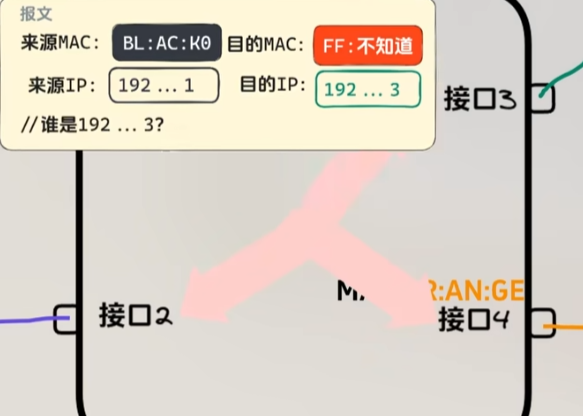 报文
来源MAC: BL:AC:K0 目的MAC: FF:不知道
来源IP: 192 ... 1 目的IP: 192 ... 3
//谁是192 ... 3?
接口3
R:AN:GE
接口2
接口4